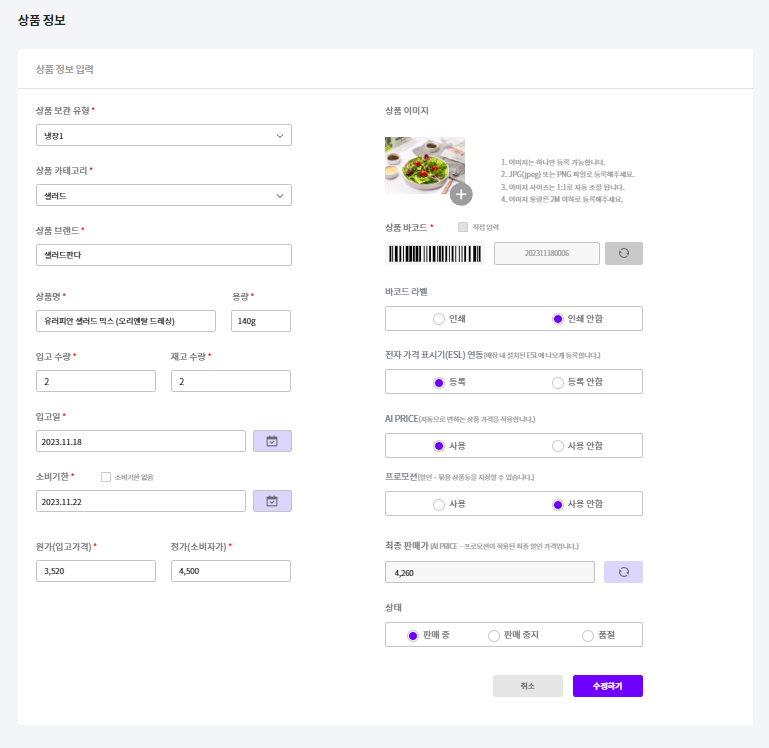 상품 정보
상품 정보 입력
상품 보관 유형 *
냉장1
상품 카테고리 *
샐러드
상품 브랜드 *
샐러드판다
상품명 *
용량 *
유러피안 샐러드 믹스 (오리엔탈 드레싱)
140g
입고 수량 *
재고 수량 *
2
2
입고일 *
2023.11.18
소비기한 *
소비기한 없음
2023.11.22
원가(입고가격) *
정가(소비자가) *
3,520
4,500
상품 이미지
1. 이미지는 하나만 등록 가능합니다.
2. JPG(jpeg) 또는 PNG 파일로 등록해주세요.
3. 이미지 사이즈는 1:1로 자동 조절 됩니다.
4. 이미지 용량은 2M 이하로 등록해주세요.
상품 바코드 *
직접 입력
202311180006
바코드 라벨
인쇄
인쇄 안함
전자 가격 표시기(ESL) 연동(매장 내 설치된 ESL에 나오게 등록합니다.)
등록
등록 안함
AI PRICE(자동으로 변하는 상품 가격을 적용합니다.)
사용
사용 안함
프로모션(할인 - 묶음 상품등을 지정할 수 있습니다.)
사용
사용 안함
최종 판매가 (AI PRICE - 프로모션이 적용된 최종 할인 가격입니다.)
4,260
상태
판매 중
판매 중지
품절
취소
수정하기